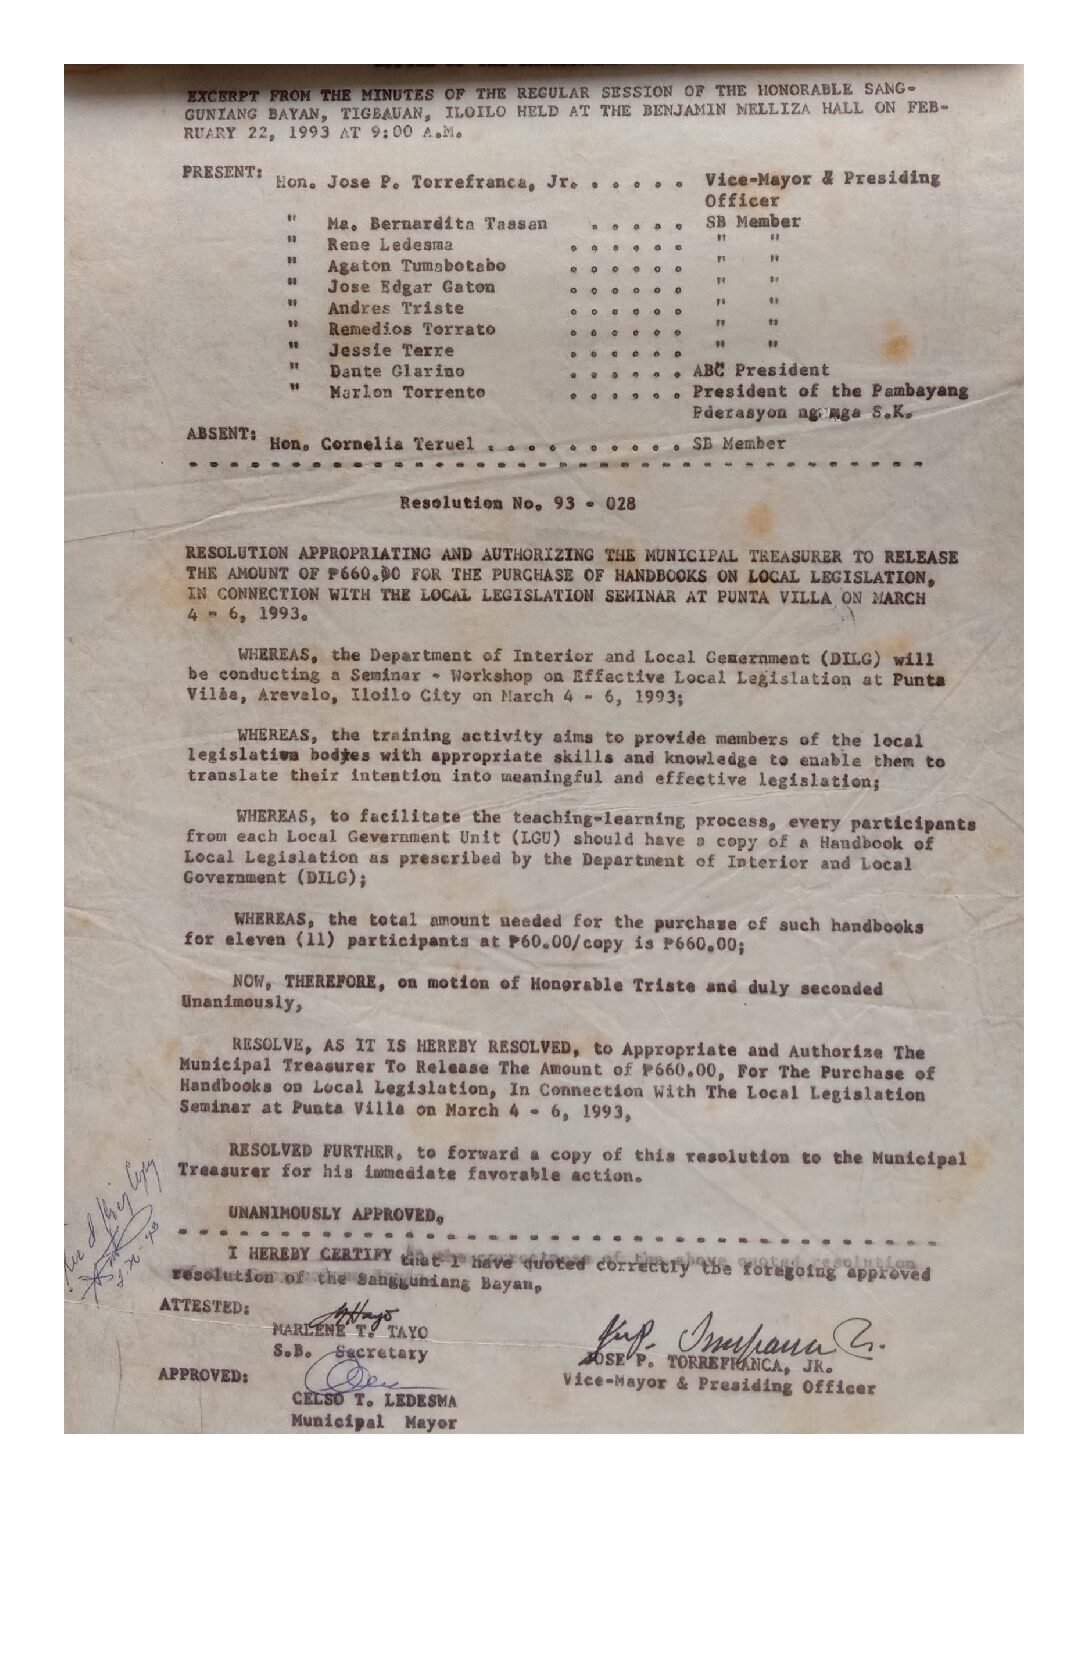 EXCERPT FROM THE MINUTES OF THE REGULAR SESSION OF THE HONORABLE SANG-
GUNIANG BAYAN, TIGBAUAN, ILOILO HELD AT THE BENJAMIN MELLIZA HALL ON FEB-
RUARY 22, 1993 AT 9:00 A.M.
PRESENT: Hon. Jose P. Torrefranca, Jr. . . . . . Vice-Mayor & Presiding
Officer
" Ma. Bernardita Tassan . . . . . SB Member
" Rene Ledesma . . . . . . " "
" Agaton Tumabotabo . . . . . . " "
" Jose Edgar Gaton . . . . . . " "
" Andres Triste . . . . . . " "
" Remedios Torrato . . . . . . " "
" Jessie Terre . . . . . . " "
" Dante Glarino . . . . . . ABC President
" Marlon Torrento . . . . . . President of the Pambayang
Pderasyon ng mga S.K.
ABSENT: Hon. Cornelia Teruel . . . . . . . . . . SB Member
- - - - - - - - - - - - - - - - - - - - - - - - - - - - - - - - - - - -
Resolution No. 93 - 028
RESOLUTION APPROPRIATING AND AUTHORIZING THE MUNICIPAL TREASURER TO RELEASE
THE AMOUNT OF ₱660.00 FOR THE PURCHASE OF HANDBOOKS ON LOCAL LEGISLATION,
IN CONNECTION WITH THE LOCAL LEGISLATION SEMINAR AT PUNTA VILLA ON MARCH
4 - 6, 1993.
WHEREAS, the Department of Interior and Local Gevernment (DILG) will
be conducting a Seminar - Workshop on Effective Local Legislation at Punta
Villa, Arevalo, Iloilo City on March 4 - 6, 1993;
WHEREAS, the training activity aims to provide members of the local
legislation bodyes with appropriate skills and knowledge to enable them to
translate their intention into meaningful and effective legislation;
WHEREAS, to facilitate the teaching-learning process, every participants
from each Local Gevernment Unit (LGU) should have a copy of a Handbook of
Local Legislation as prescribed by the Department of Interior and Local
Government (DILG);
WHEREAS, the total amount needed for the purchase of such handbooks
for eleven (11) participants at ₱60.00/copy is ₱660.00;
NOW, THEREFORE, on motion of Honorable Triste and duly seconded
Unanimously,
RESOLVE, AS IT IS HEREBY RESOLVED, to Appropriate and Authorize The
Municipal Treasurer To Release The Amount of ₱660.00, For The Purchase of
Handbooks on Local Legislation, In Connection With The Local Legislation
Seminar at Punta Villa on March 4 - 6, 1993,
RESOLVED FURTHER, to forward a copy of this resolution to the Municipal
Treasurer for his immediate favorable action.
UNANIMOUSLY APPROVED.
- - - - - - - - - - - - - - - - - - - - - - - - - - - - - - - - - - - - -
I HEREBY CERTIFY that I have quoted correctly the foregoing approved
resolution of the Sangguniang Bayan.
ATTESTED:
MARLENE T. TAYO
S.B. Secretary
JOSE P. TORREFRANCA, JR.
Vice-Mayor & Presiding Officer
APPROVED:
CELSO T. LEDESMA
Municipal Mayor